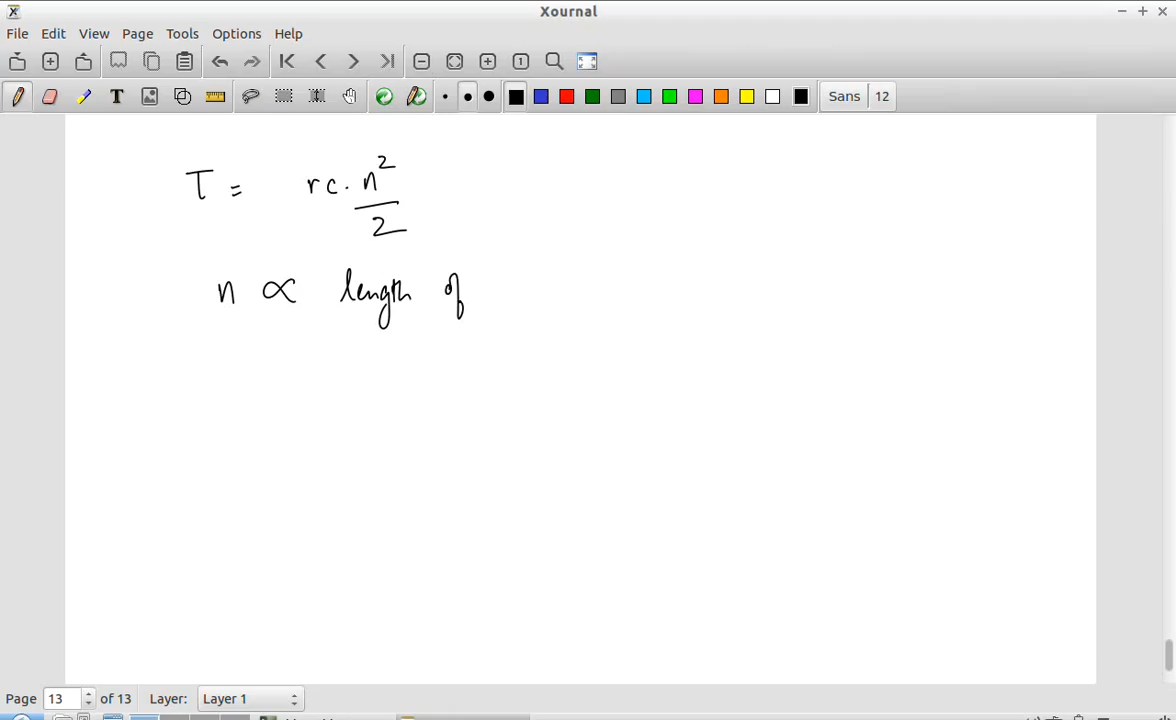 Xournal
File Edit View Page Tools Options Help
Sans 12
T = rc. n²/2
n ∝ length of
Page 13 of 13 Layer: Layer 1